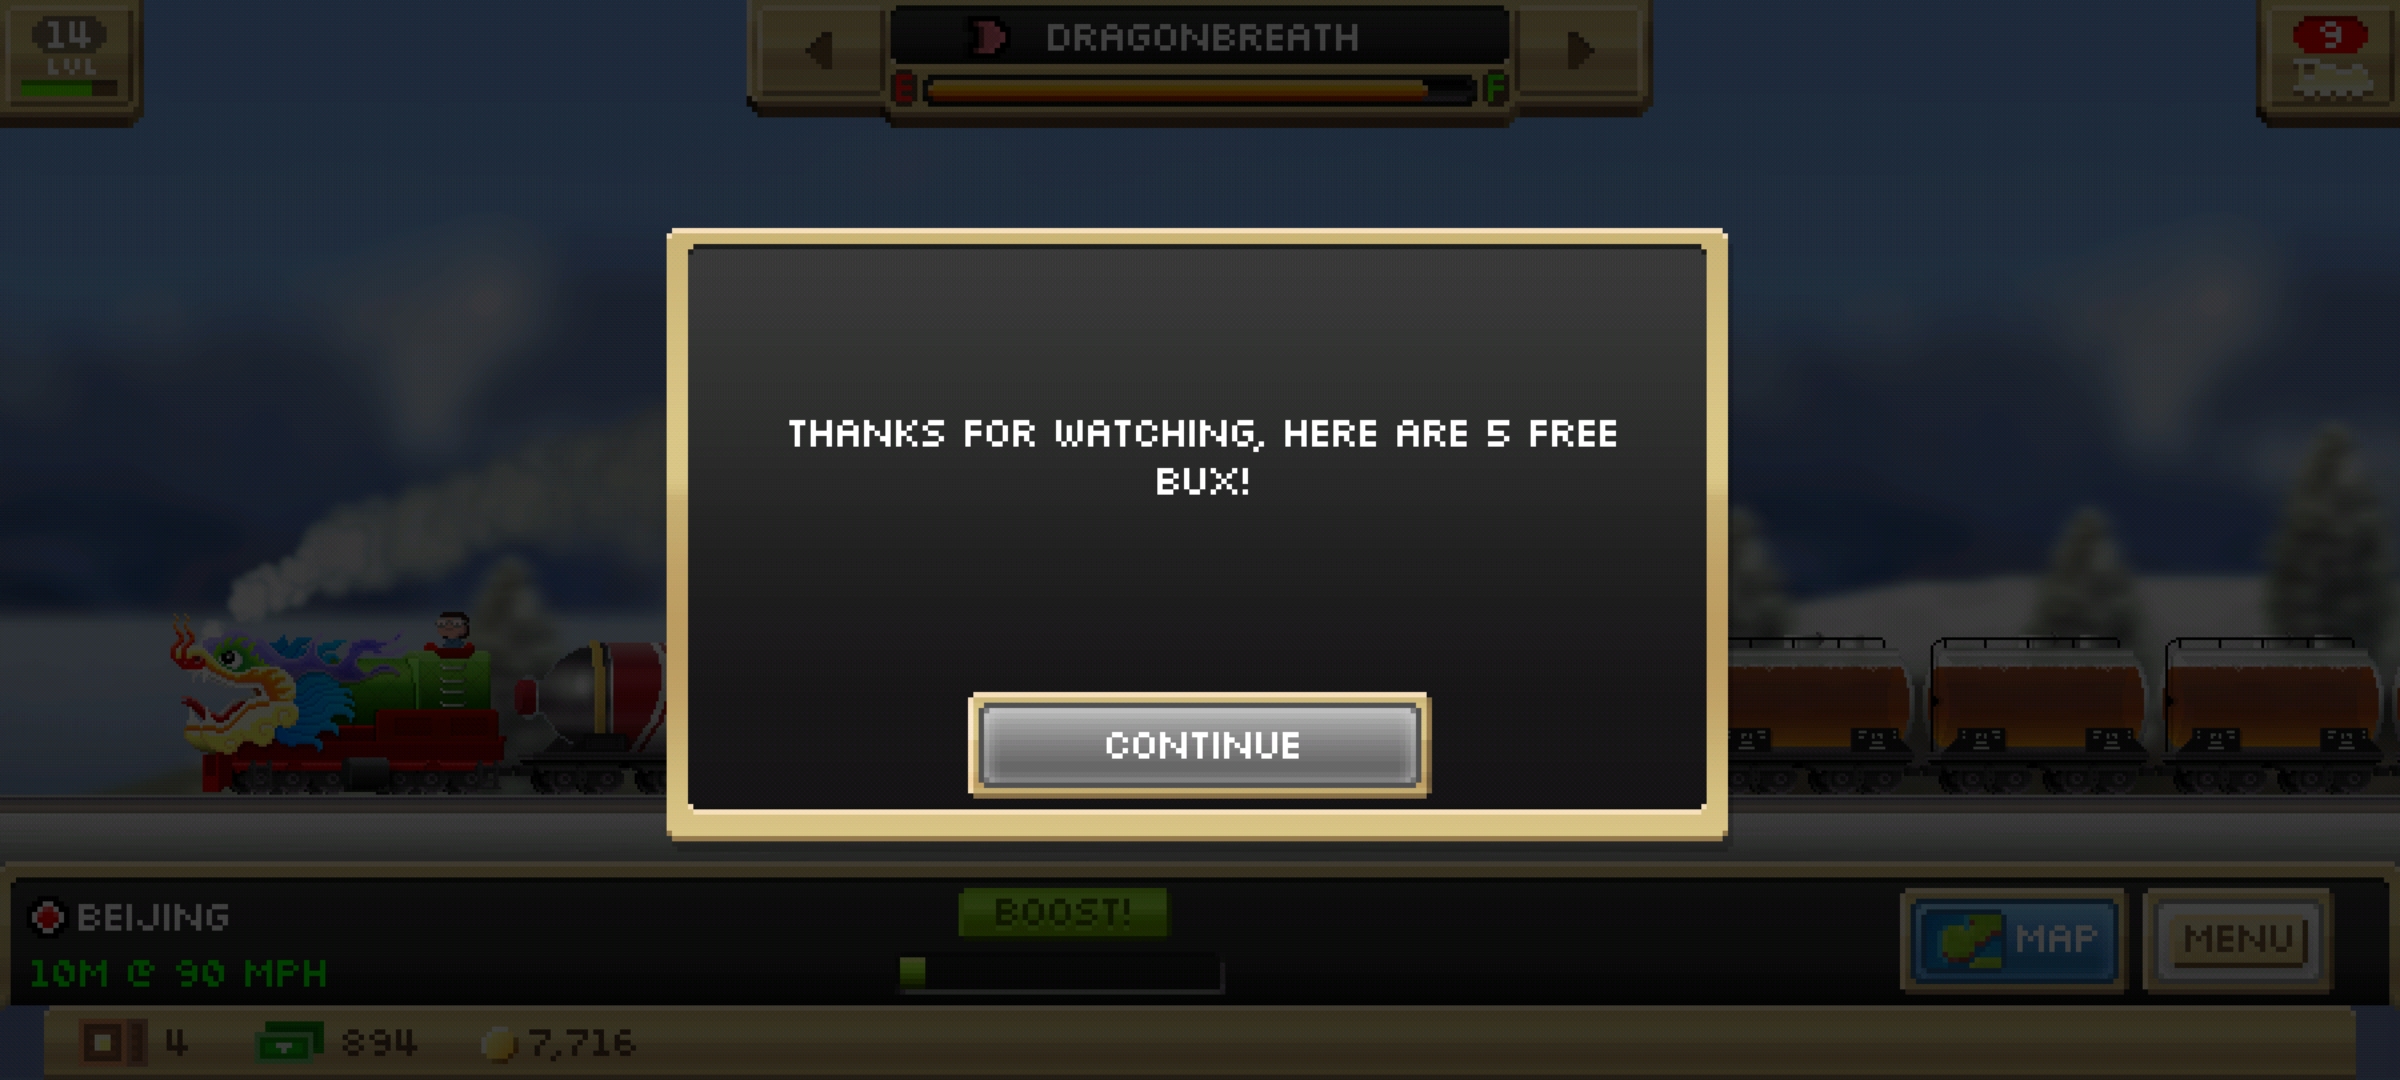 14
LVL
DRAGONBREATH
E F
9
THANKS FOR WATCHING, HERE ARE 5 FREE
BUX!
CONTINUE
BEIJING
10M @ 90 MPH
BOOST!
MAP
MENU
4 894 7,716